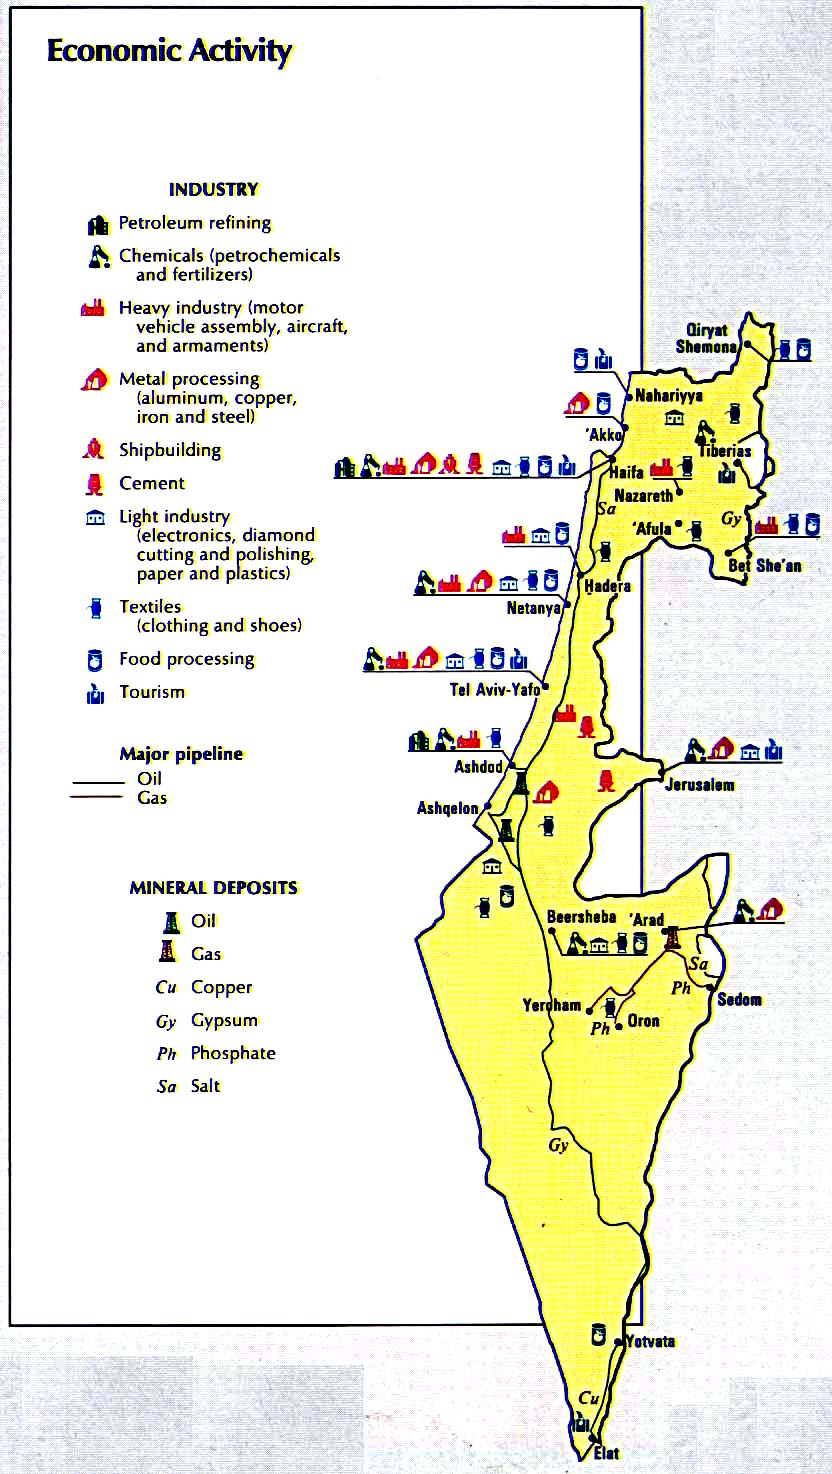 Economic Activity
INDUSTRY
Petroleum refining
Chemicals (petrochemicals
and fertilizers)
Heavy industry (motor
vehicle assembly, aircraft,
and armaments)
Metal processing
(aluminum, copper,
iron and steel)
Shipbuilding
Cement
Light industry
(electronics, diamond
cutting and polishing,
paper and plastics)
Textiles
(clothing and shoes)
Food processing
Tourism
Major pipeline
Oil
Gas
MINERAL DEPOSITS
Oil
Gas
Cu Copper
Gy Gypsum
Ph Phosphate
Sa Salt
Qiryat
Shemona
Nahariyya
'Akko
Tiberias
Haifa
Nazareth
Sa
Gy
'Afula
Bet She'an
Hadera
Netanya
Tel Aviv-Yafo
Ashdod
Jerusalem
Ashqelon
Beersheba
'Arad
Sa
Ph
Sedom
Yeroham
Oron
Ph
Gy
Yotvata
Cu
Elat